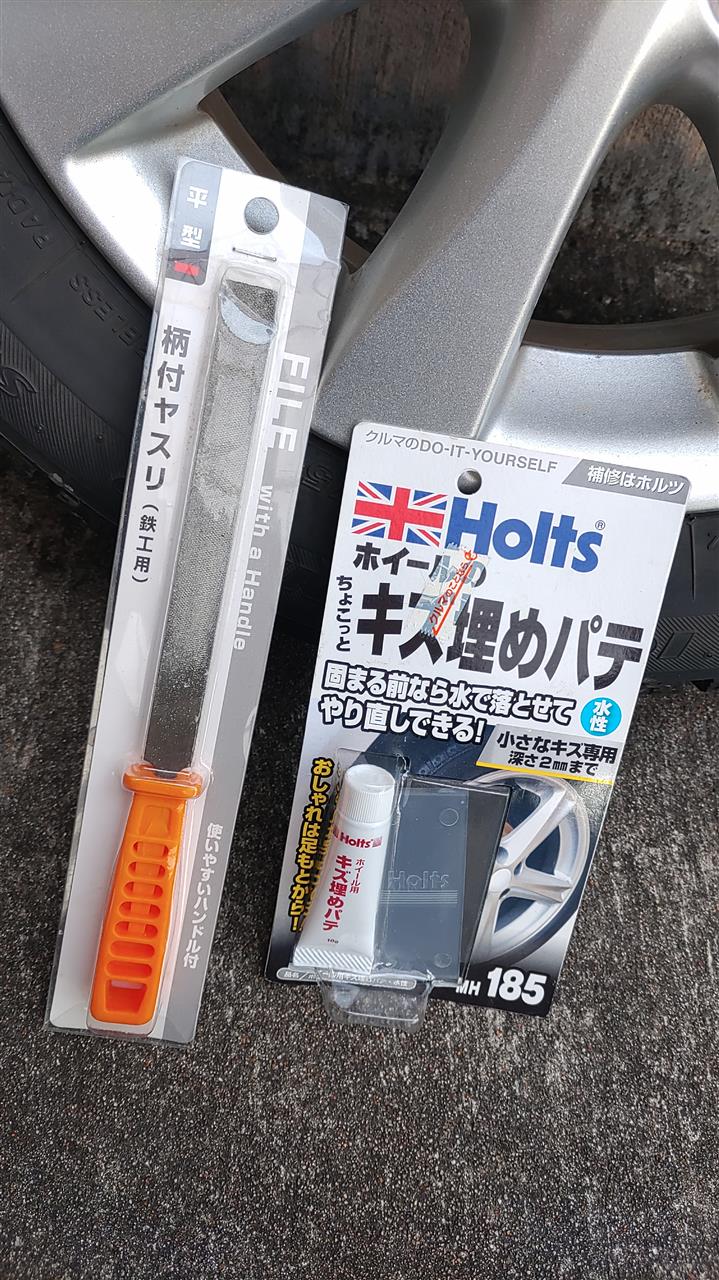 平型
柄付ヤスリ(鉄工用)
FILE with a Handle
使いやすいハンドル付
クルマのDO-IT-YOURSELF
補修はホルツ
Holts®
ホイールの
ちょこっと
キズ埋めパテ
固まる前なら水で落とせて
やり直しできる!
水性
小さなキズ専用
深さ2mmまで
おしゃれは足もとから!
Holts
ホイール用
キズ埋めパテ
10g
Holts
MH 185